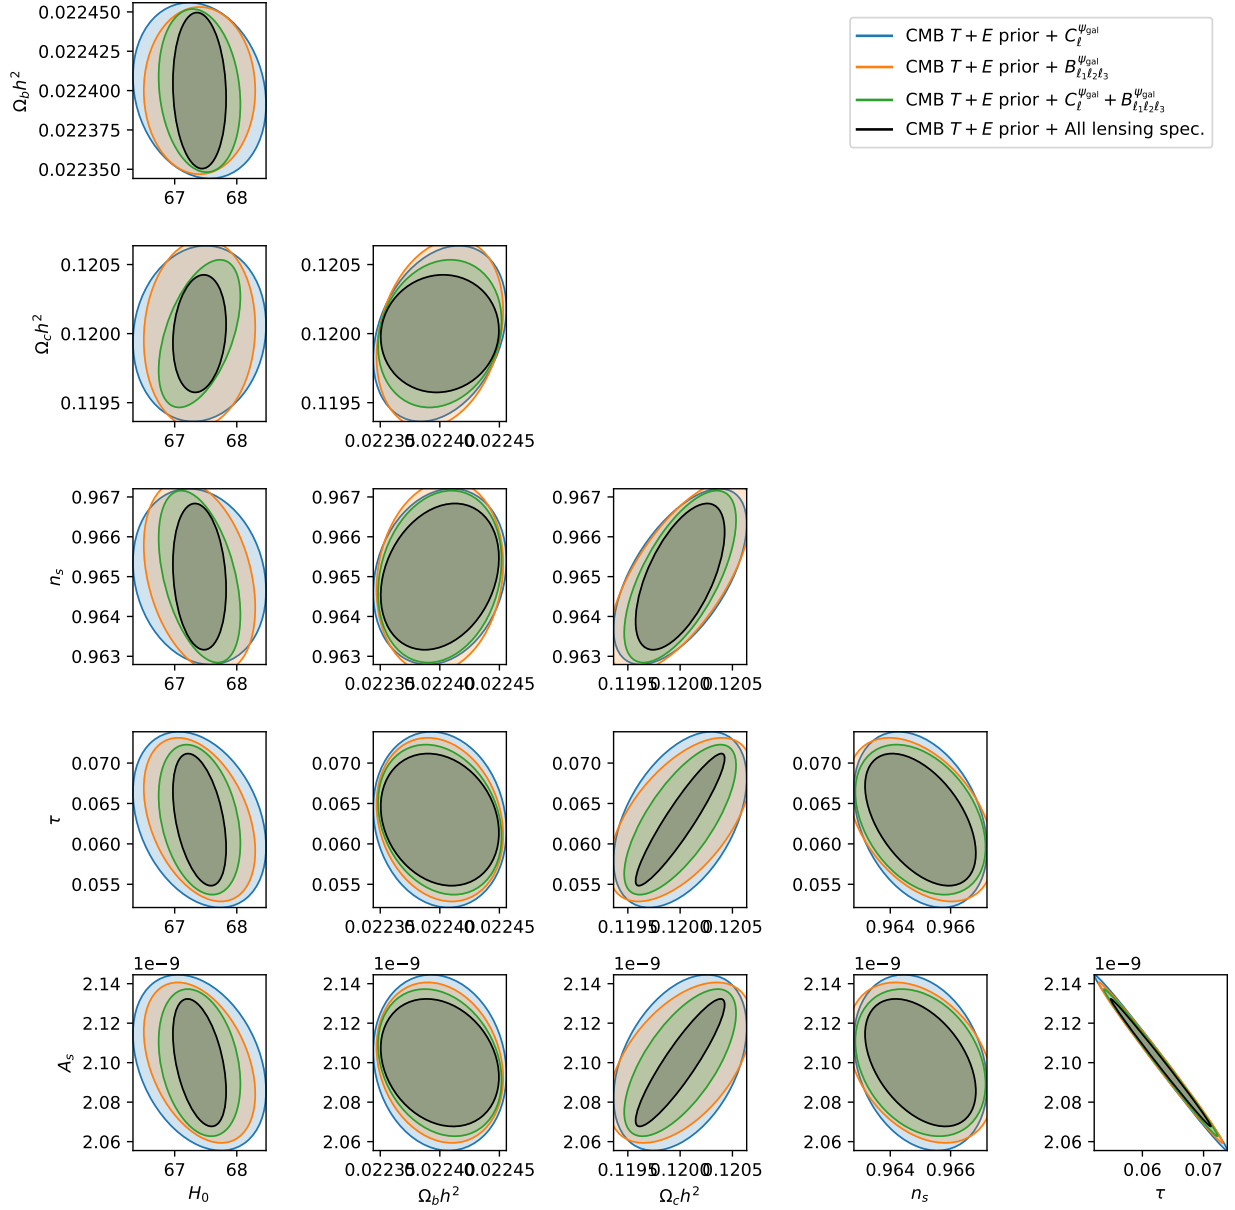 CMB T + E prior + C_ℓ^{ψ_gal}
CMB T + E prior + B_{ℓ1ℓ2ℓ3}^{ψ_gal}
CMB T + E prior + C_ℓ^{ψ_gal} + B_{ℓ1ℓ2ℓ3}^{ψ_gal}
CMB T + E prior + All lensing spec.
Ω_b h²
0.022450
0.022425
0.022400
0.022375
0.022350
67 68
Ω_c h²
0.1205
0.1200
0.1195
67 68
0.02235 0.02240 0.02245
n_s
0.967
0.966
0.965
0.964
0.963
67 68
0.02235 0.02240 0.02245
0.1195 0.1200 0.1205
τ
0.070
0.065
0.060
0.055
67 68
0.070
0.065
0.060
0.055
0.02235 0.02240 0.02245
0.070
0.065
0.060
0.055
0.1195 0.1200 0.1205
0.070
0.065
0.060
0.055
0.964 0.966
A_s
1e−9
2.14
2.12
2.10
2.08
2.06
67 68
H₀
1e−9
2.14
2.12
2.10
2.08
2.06
0.02235 0.02240 0.02245
Ω_b h²
1e−9
2.14
2.12
2.10
2.08
2.06
0.1195 0.1200 0.1205
Ω_c h²
1e−9
2.14
2.12
2.10
2.08
2.06
0.964 0.966
n_s
1e−9
2.14
2.12
2.10
2.08
2.06
0.06 0.07
τ
0.1205
0.1200
0.1195
0.967
0.966
0.965
0.964
0.963
0.967
0.966
0.965
0.964
0.963